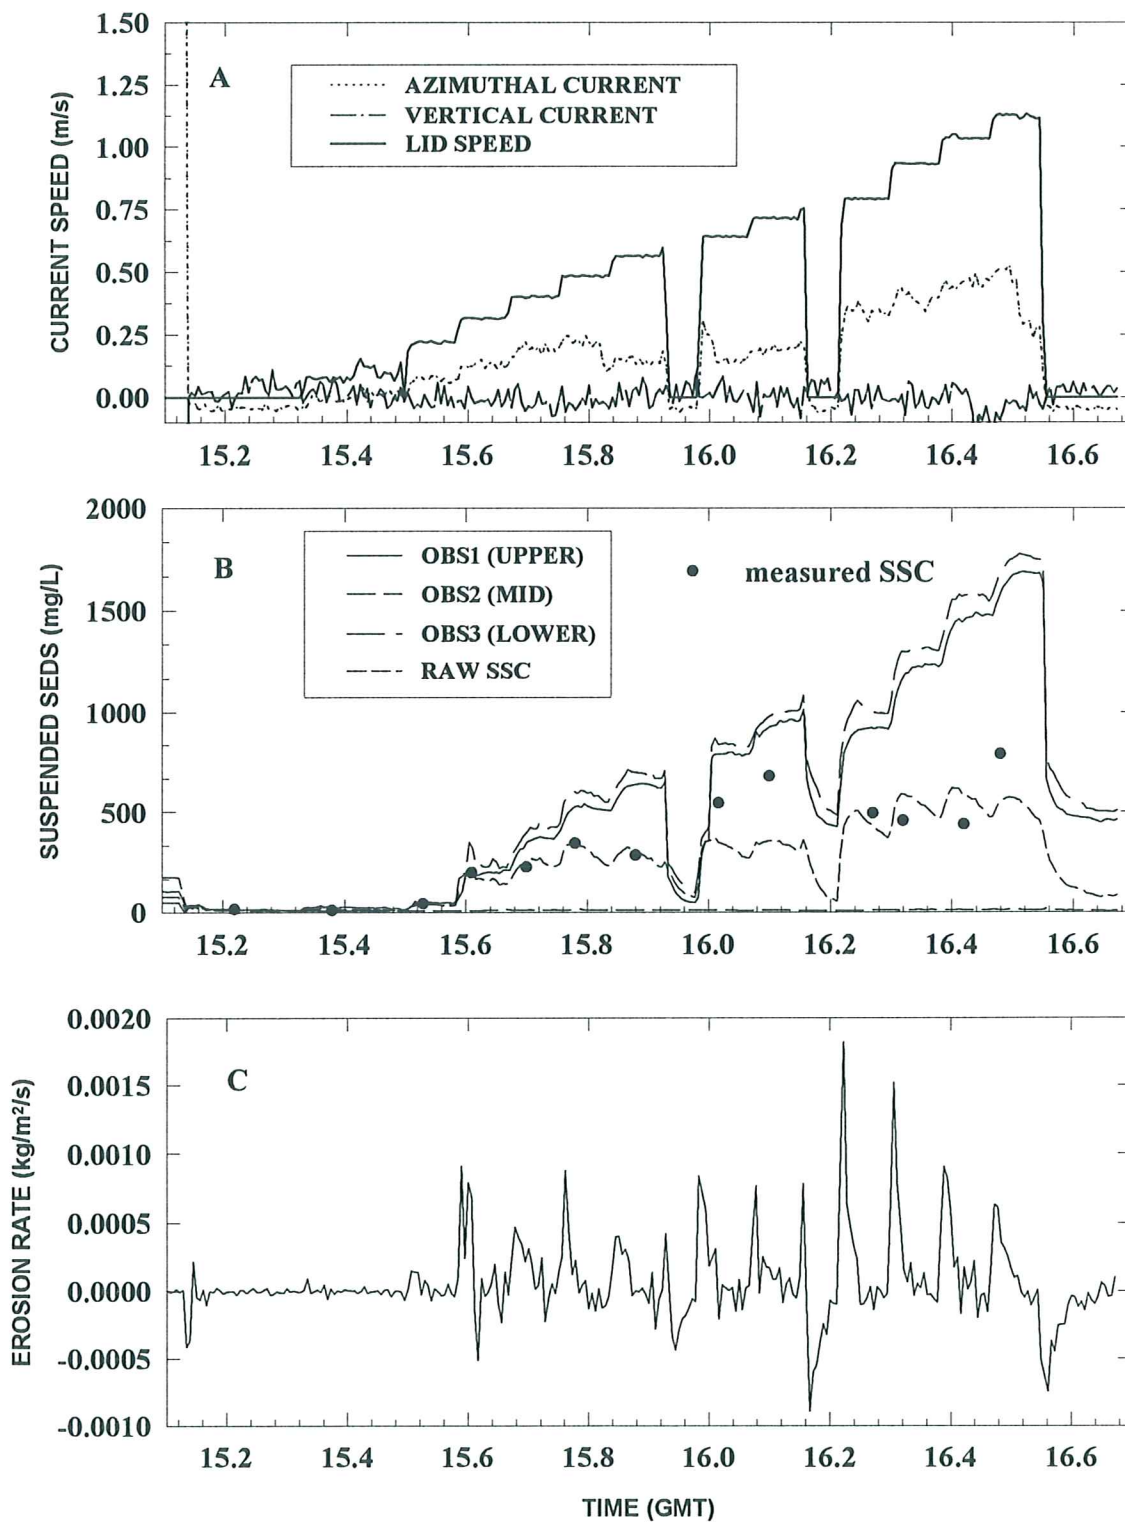 1.50
A
AZIMUTHAL CURRENT
1.25
VERTICAL CURRENT
LID SPEED
1.00
0.75
0.50
0.25
0.00
CURRENT SPEED (m/s)
15.2 15.4 15.6 15.8 16.0 16.2 16.4 16.6
2000
B
OBS1 (UPPER)
measured SSC
OBS2 (MID)
1500
OBS3 (LOWER)
RAW SSC
1000
500
0
SUSPENDED SEDS (mg/L)
15.2 15.4 15.6 15.8 16.0 16.2 16.4 16.6
0.0020
C
0.0015
0.0010
0.0005
0.0000
-0.0005
-0.0010
EROSION RATE (kg/m²/s)
15.2 15.4 15.6 15.8 16.0 16.2 16.4 16.6
TIME (GMT)